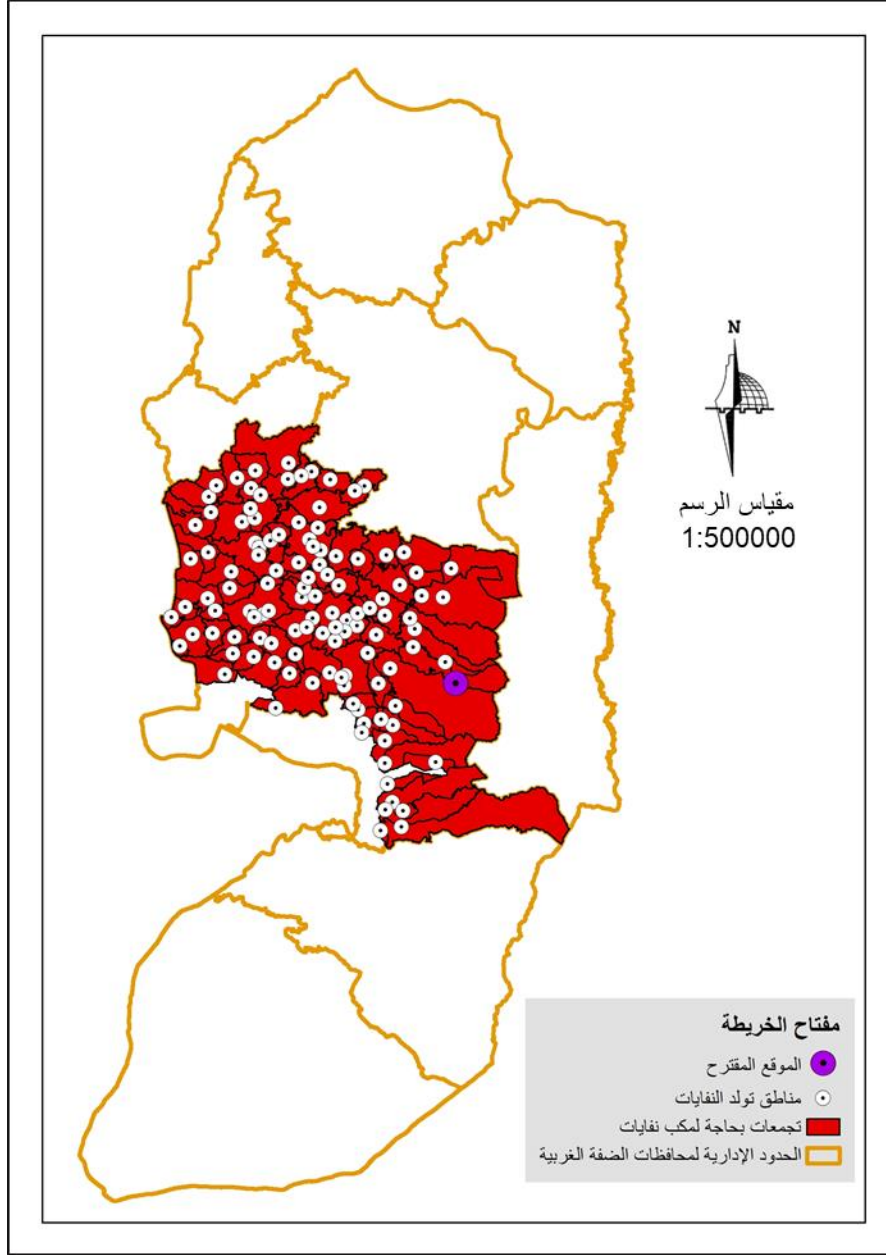 N
مقياس الرسم
1:500000
مفتاح الخريطة
الموقع المقترح
مناطق تولد النفايات
تجمعات بحاجة لمكب نفايات
الحدود الإدارية لمحافظات الضفة الغربية